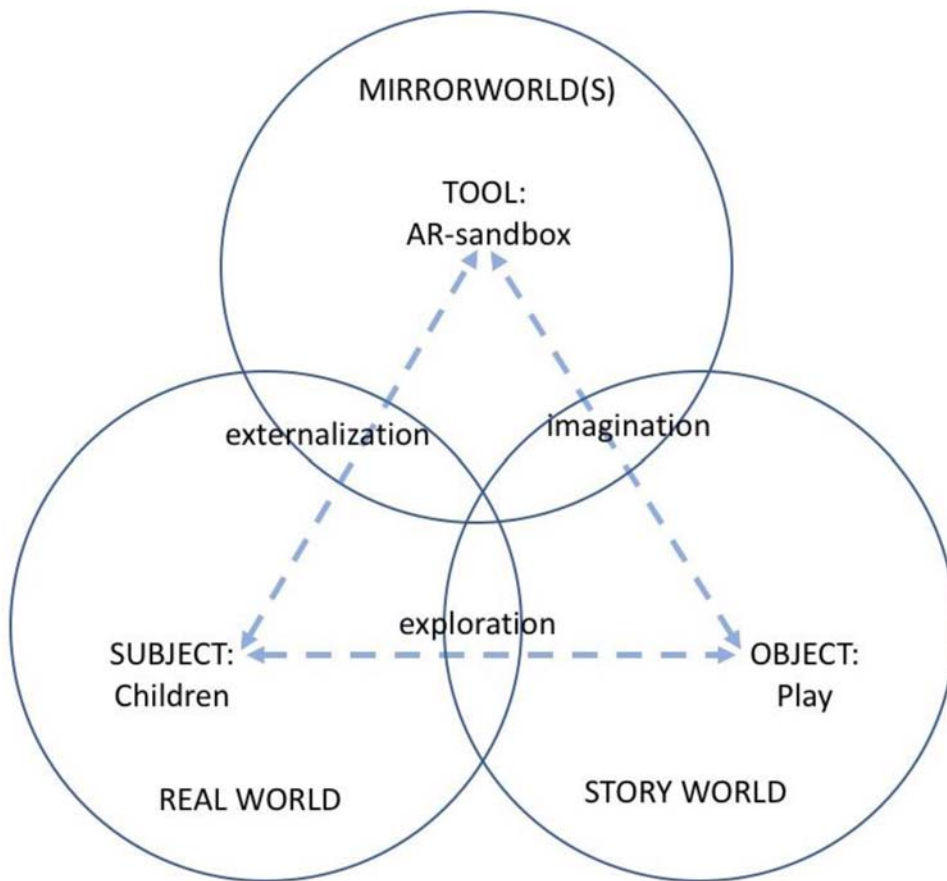 MIRRORWORLD(S)
TOOL:
AR-sandbox
externalization
imagination
exploration
SUBJECT:
Children
OBJECT:
Play
REAL WORLD
STORY WORLD